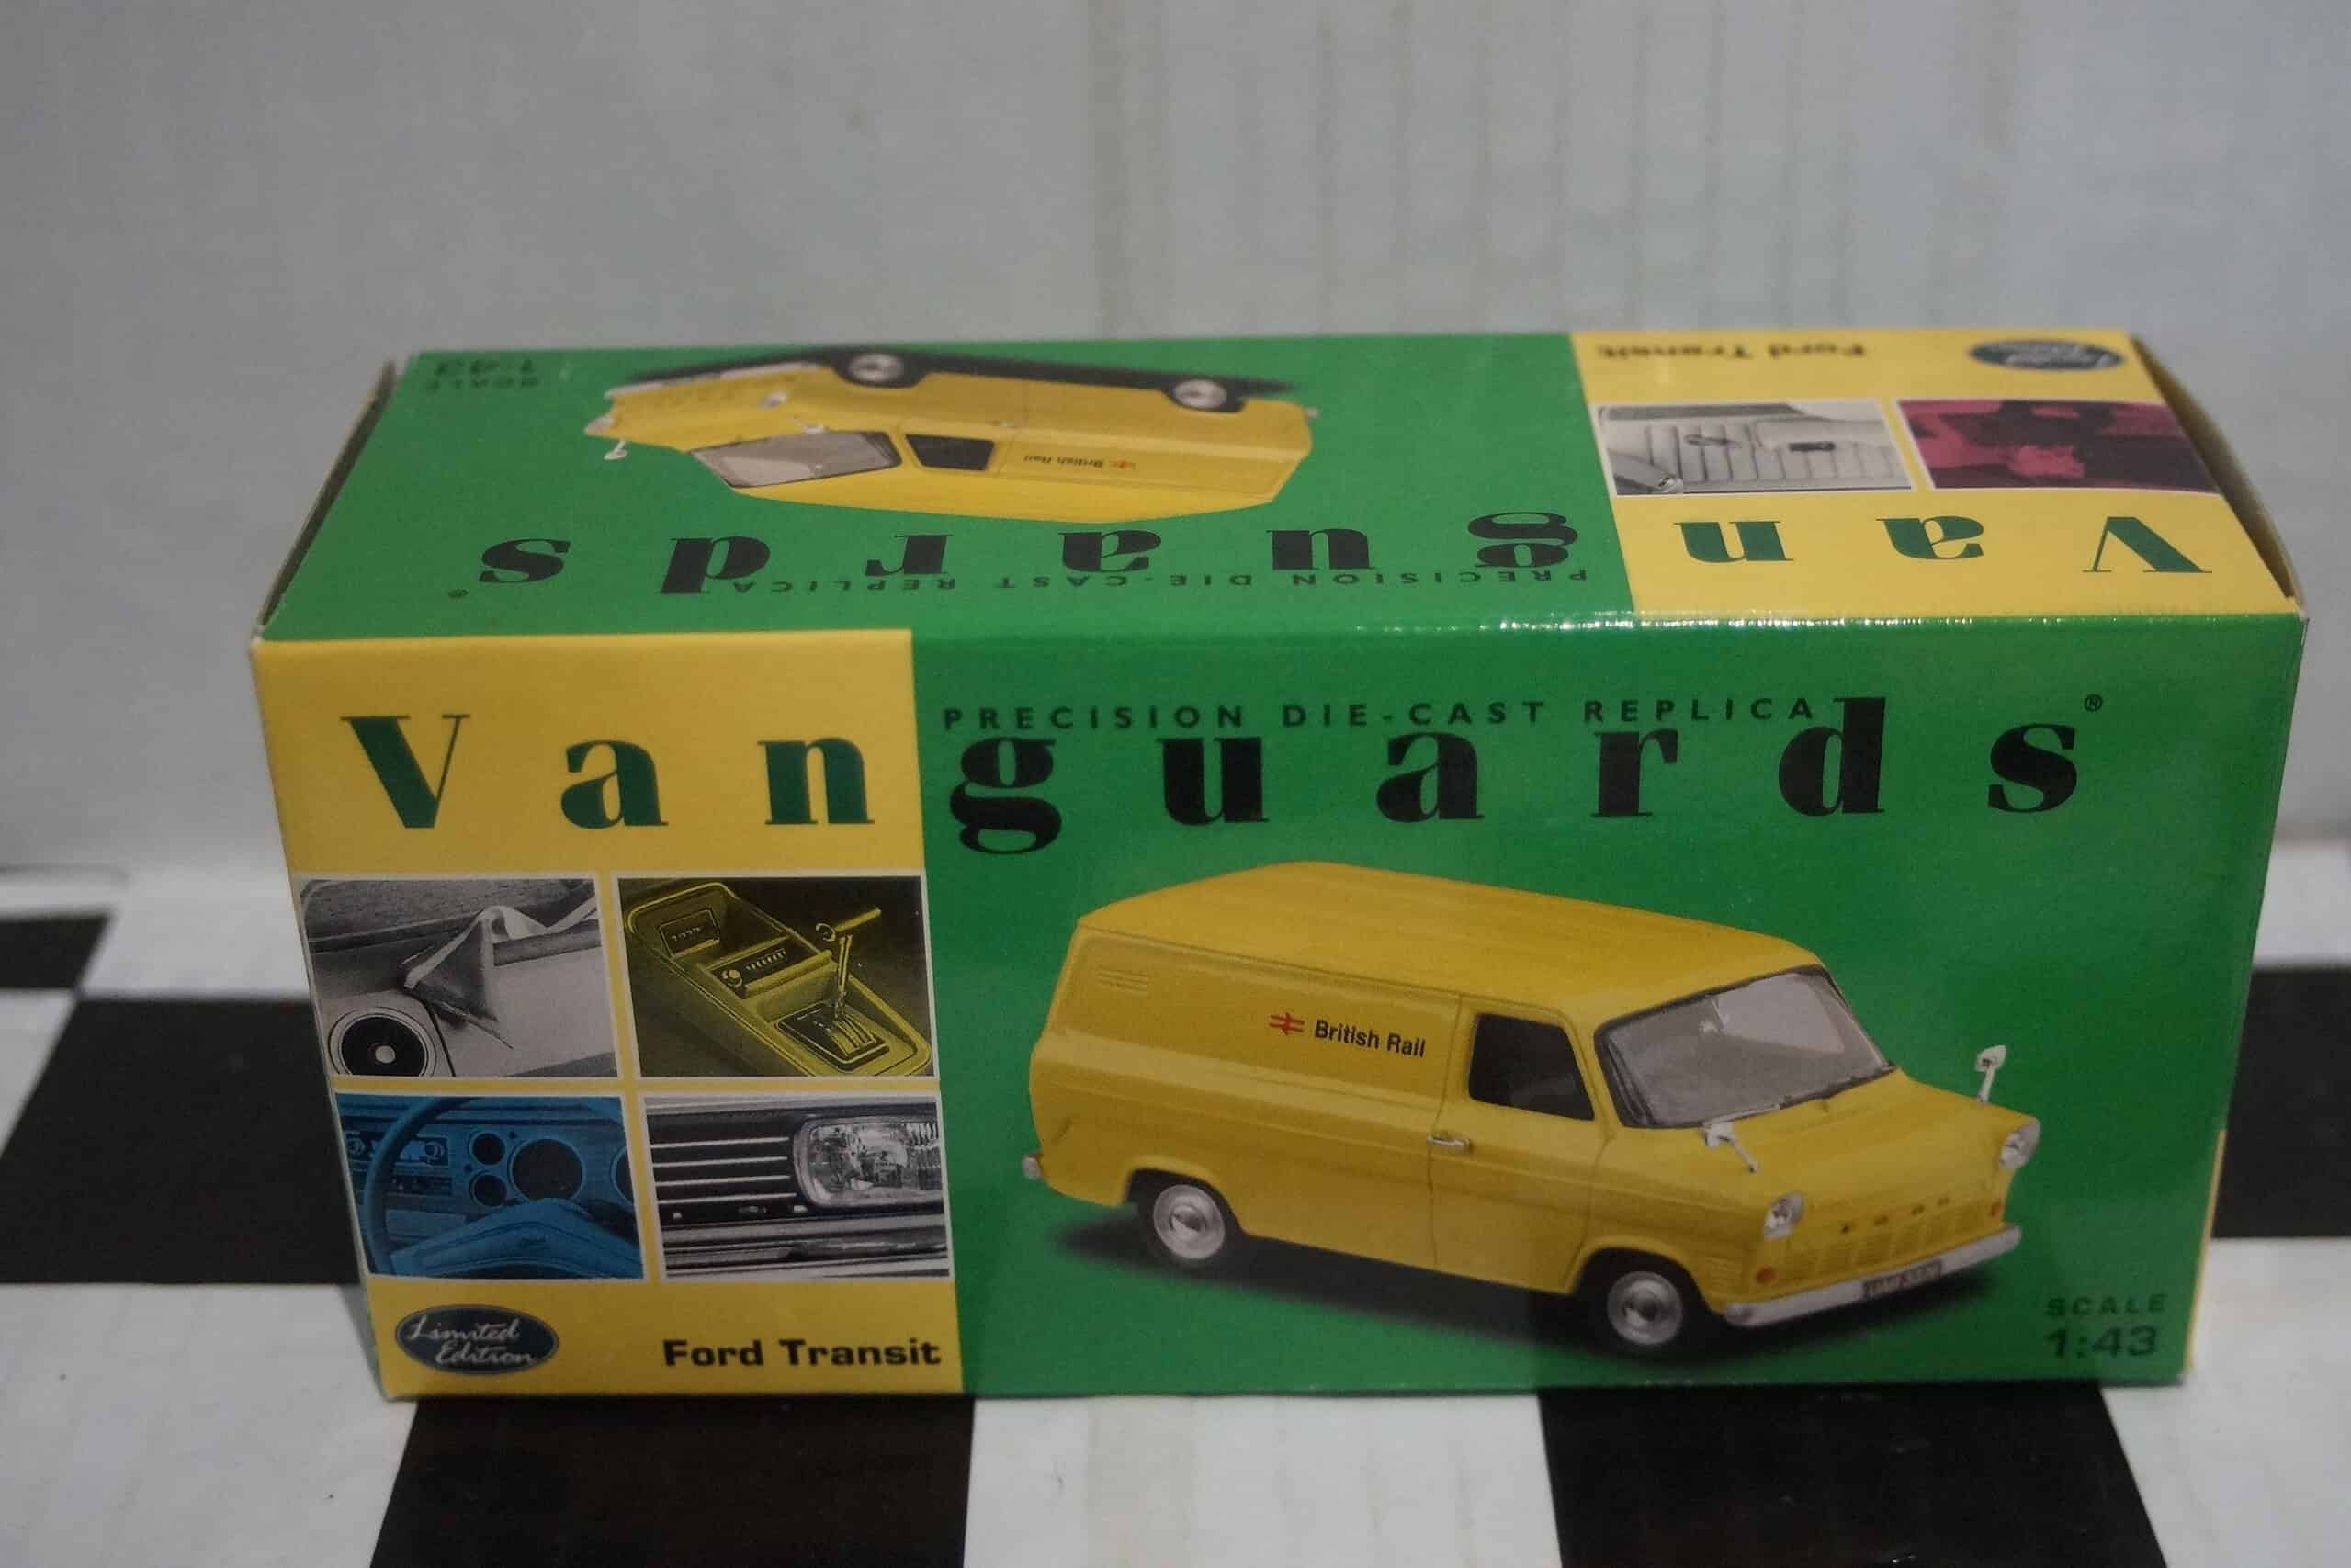 SCALE
1:43
Ford Transit
British Rail
Vanguards®
PRECISION DIE-CAST REPLICA
PRECISION DIE-CAST REPLICA
Vanguards®
British Rail
FORD
Limited
Edition
Ford Transit
SCALE
1:43